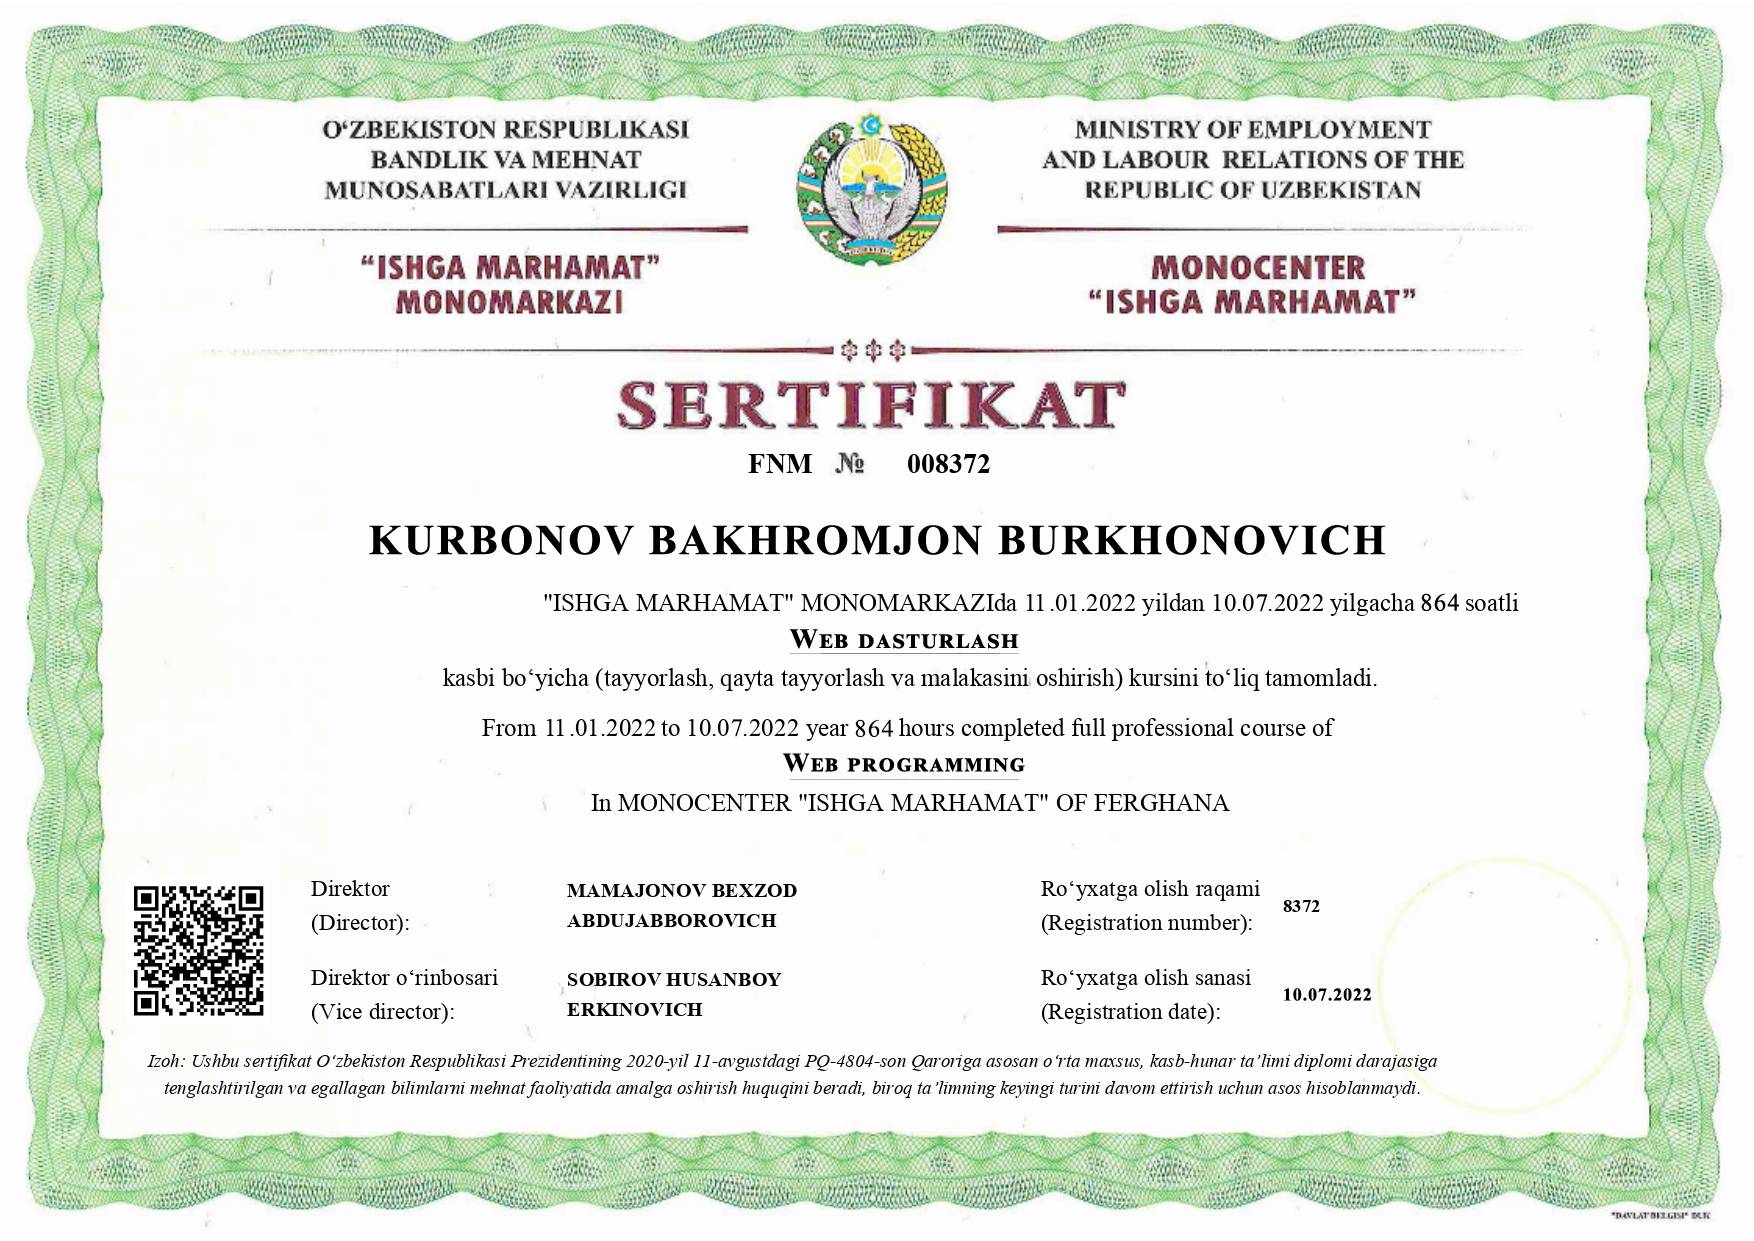 O‘ZBEKISTON RESPUBLIKASI
BANDLIK VA MEHNAT
MUNOSABATLARI VAZIRLIGI
“ISHGA MARHAMAT”
MONOMARKAZI
MINISTRY OF EMPLOYMENT
AND LABOUR RELATIONS OF THE
REPUBLIC OF UZBEKISTAN
MONOCENTER
“ISHGA MARHAMAT”
SERTIFIKAT
FNM № 008372
KURBONOV BAKHROMJON BURKHONOVICH
"ISHGA MARHAMAT" MONOMARKAZIda 11.01.2022 yildan 10.07.2022 yilgacha 864 soatli
WEB DASTURLASH
kasbi bo‘yicha (tayyorlash, qayta tayyorlash va malakasini oshirish) kursini to‘liq tamomladi.
From 11.01.2022 to 10.07.2022 year 864 hours completed full professional course of
WEB PROGRAMMING
In MONOCENTER "ISHGA MARHAMAT" OF FERGHANA
Direktor
(Director):
MAMAJONOV BEXZOD
ABDUJABBOROVICH
Ro‘yxatga olish raqami
(Registration number):
8372
Direktor o‘rinbosari
(Vice director):
SOBIROV HUSANBOY
ERKINOVICH
Ro‘yxatga olish sanasi
(Registration date):
10.07.2022
Izoh: Ushbu sertifikat O‘zbekiston Respublikasi Prezidentining 2020-yil 11-avgustdagi PQ-4804-son Qaroriga asosan o‘rta maxsus, kasb-hunar ta’limi diplomi darajasiga
tenglashtirilgan va egallagan bilimlarni mehnat faoliyatida amalga oshirish huquqini beradi, biroq ta’limning keyingi turini davom ettirish uchun asos hisoblanmaydi.
"DAVLAT BELGISI" DUK